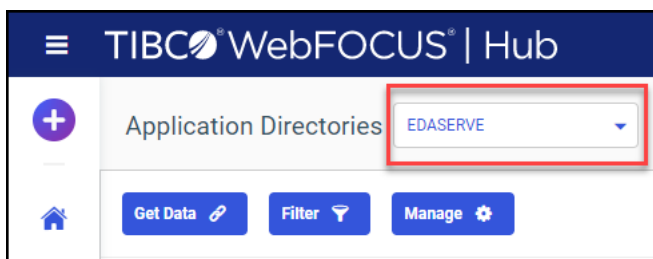 TIBCO® WebFOCUS® | Hub
Application Directories EDASERVE
Get Data Filter Manage